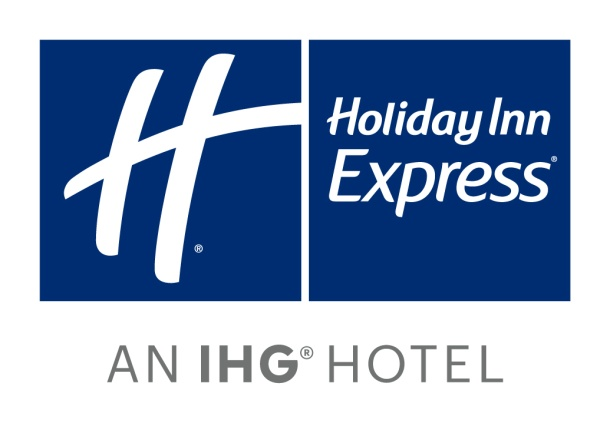 H®
Holiday Inn
Express®
AN IHG® HOTEL